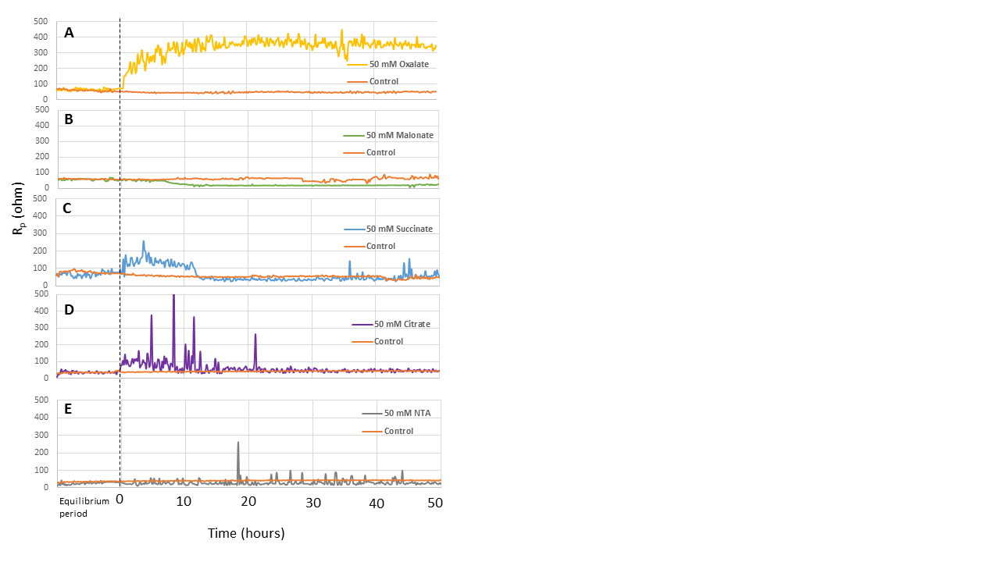 500
400
300
200
100
0
A
50 mM Oxalate
Control
500
400
300
200
100
0
B
50 mM Malonate
Control
500
400
300
200
100
0
C
50 mM Succinate
Control
500
400
300
200
100
0
D
50 mM Citrate
Control
500
400
300
200
100
0
E
50 mM NTA
Control
Rp (ohm)
Equilibrium
period
0 10 20 30 40 50
Time (hours)